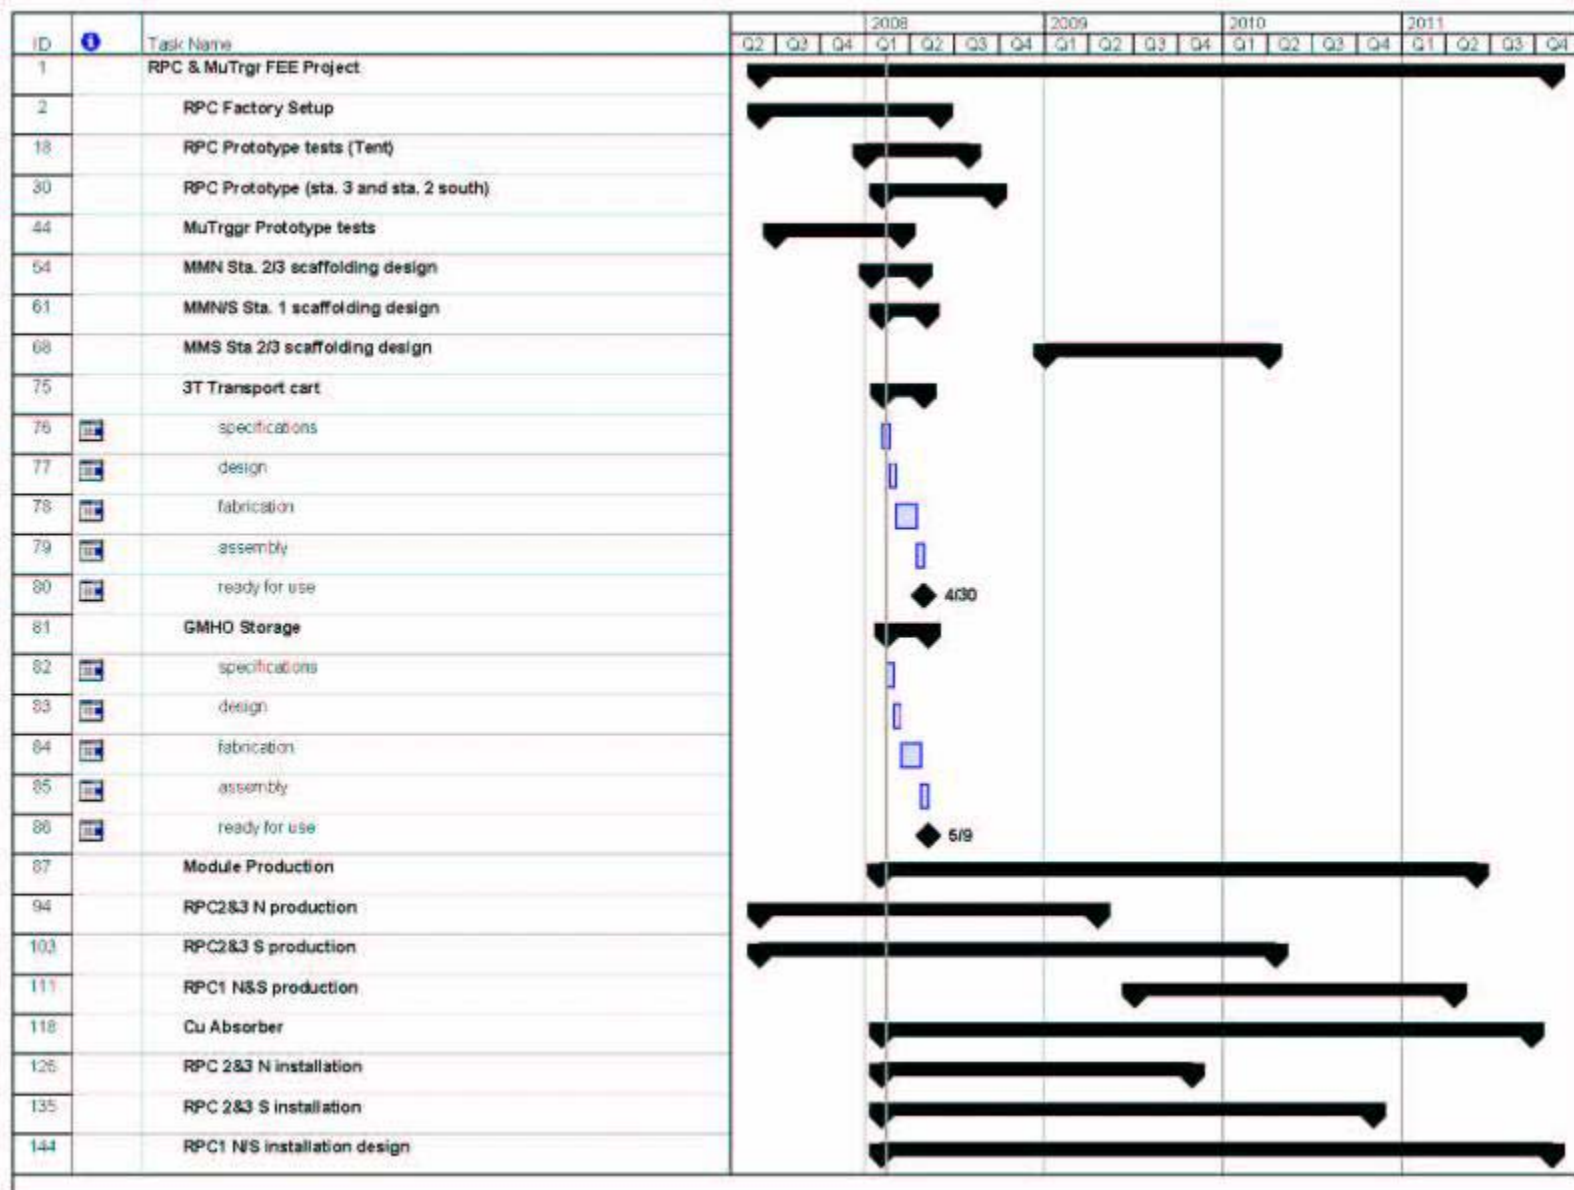 2008 2009 2010 2011
ID Task Name Q2 Q3 Q4 Q1 Q2 Q3 Q4 Q1 Q2 Q3 Q4 Q1 Q2 Q3 Q4 Q1 Q2 Q3 Q4
1 RPC & MuTrgr FEE Project
2 RPC Factory Setup
18 RPC Prototype tests (Tent)
30 RPC Prototype (sta. 3 and sta. 2 south)
44 MuTrggr Prototype tests
54 MMN Sta. 2/3 scaffolding design
61 MMN/S Sta. 1 scaffolding design
68 MMS Sta 2/3 scaffolding design
75 3T Transport cart
76 specifications
77 design
78 fabrication
79 assembly
80 ready for use 4/30
81 GMHO Storage
82 specifications
83 design
84 fabrication
85 assembly
86 ready for use 5/9
87 Module Production
94 RPC2&3 N production
103 RPC2&3 S production
111 RPC1 N&S production
118 Cu Absorber
126 RPC 2&3 N installation
135 RPC 2&3 S installation
144 RPC1 N/S installation design